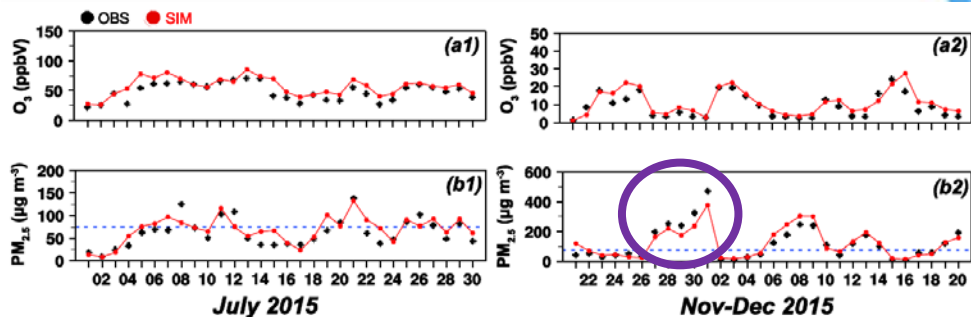 OBS SIM
(a1)
O3 (ppbV)
150
100
50
0
(a2)
O3 (ppbV)
50
40
30
20
10
0
(b1)
PM2.5 (µg m-3)
200
150
100
50
0
02 04 06 08 10 12 14 16 18 20 22 24 26 28 30
July 2015
(b2)
PM2.5 (µg m-3)
600
400
200
0
22 24 26 28 30 02 04 06 08 10 12 14 16 18 20
Nov-Dec 2015